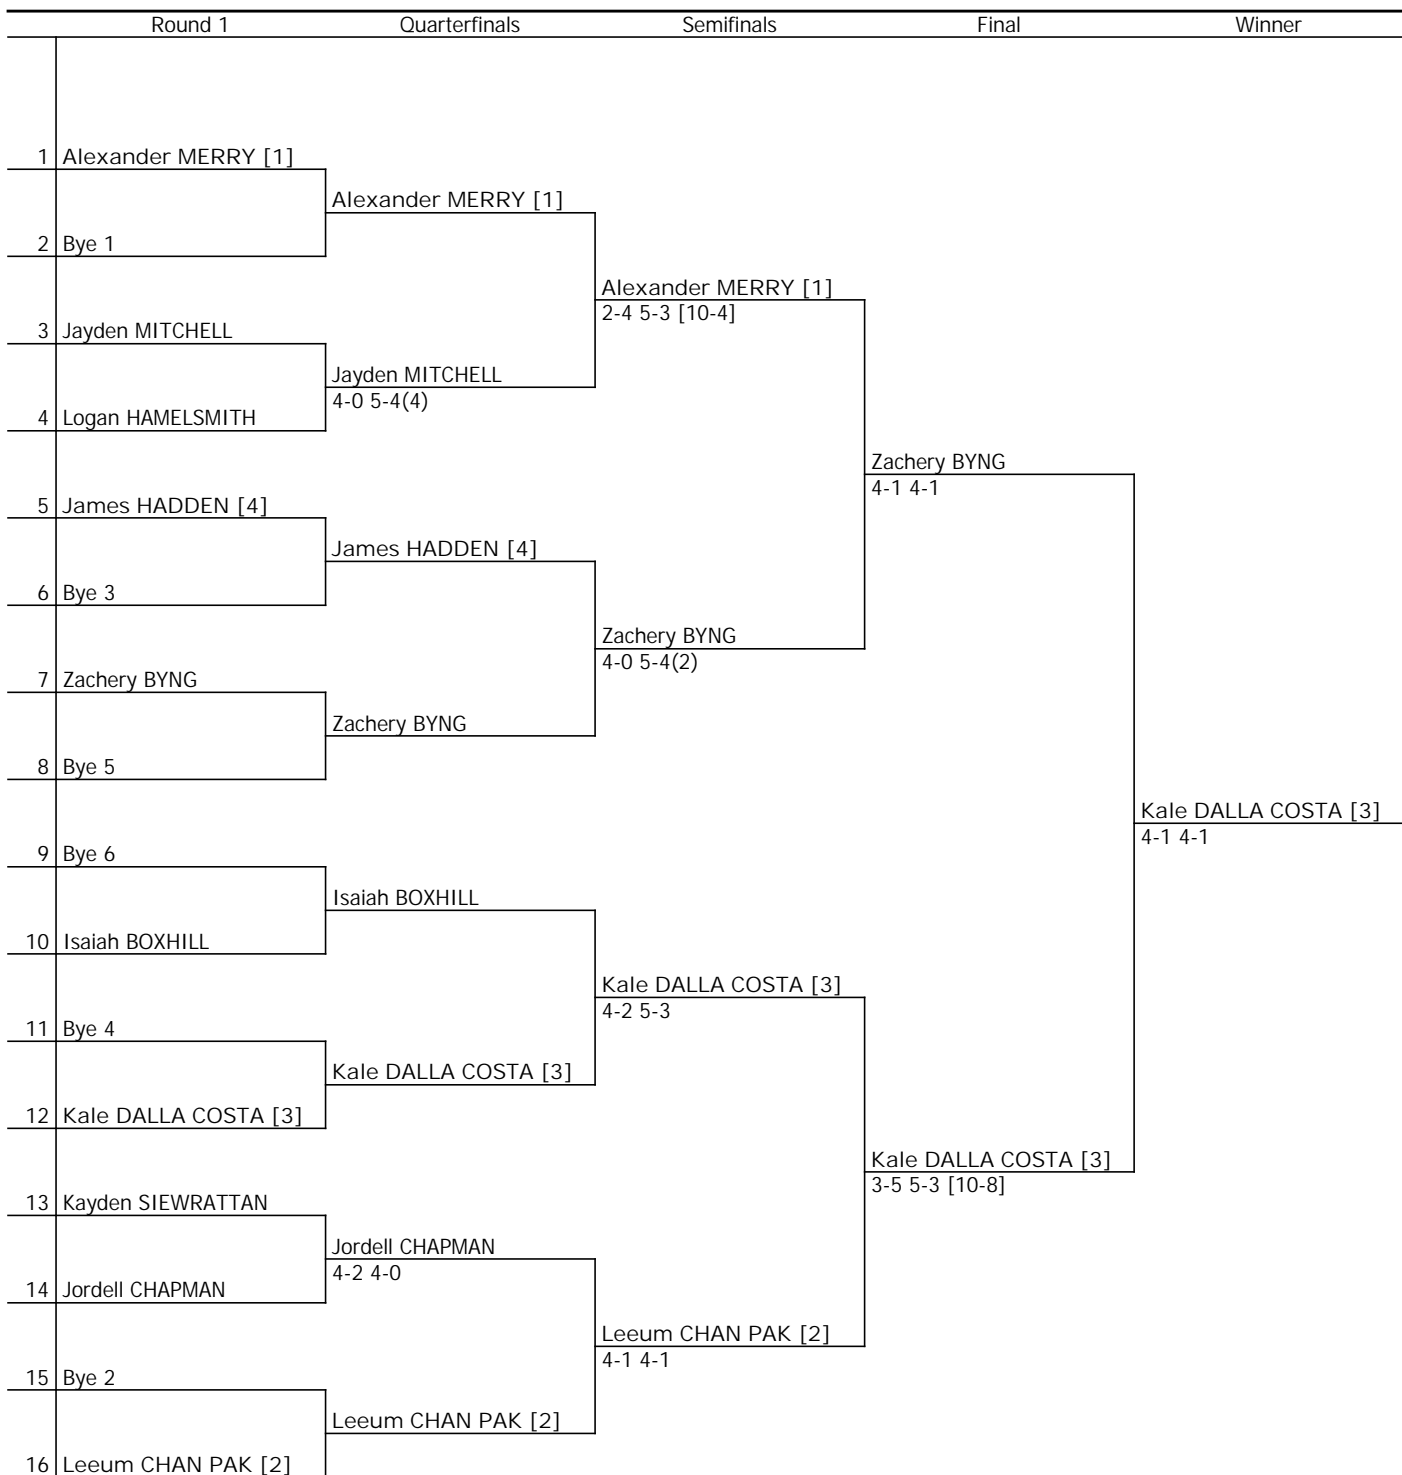 Round 1 Quarterfinals Semifinals Final Winner
1 Alexander MERRY [1]
Alexander MERRY [1]
2 Bye 1
Alexander MERRY [1]
2-4 5-3 [10-4]
3 Jayden MITCHELL
Jayden MITCHELL
4-0 5-4(4)
4 Logan HAMELSMITH
Zachery BYNG
4-1 4-1
5 James HADDEN [4]
James HADDEN [4]
6 Bye 3
Zachery BYNG
4-0 5-4(2)
7 Zachery BYNG
Zachery BYNG
8 Bye 5
Kale DALLA COSTA [3]
4-1 4-1
9 Bye 6
Isaiah BOXHILL
10 Isaiah BOXHILL
Kale DALLA COSTA [3]
4-2 5-3
11 Bye 4
Kale DALLA COSTA [3]
12 Kale DALLA COSTA [3]
Kale DALLA COSTA [3]
3-5 5-3 [10-8]
13 Kayden SIEWRATTAN
Jordell CHAPMAN
4-2 4-0
14 Jordell CHAPMAN
Leeum CHAN PAK [2]
4-1 4-1
15 Bye 2
Leeum CHAN PAK [2]
16 Leeum CHAN PAK [2]